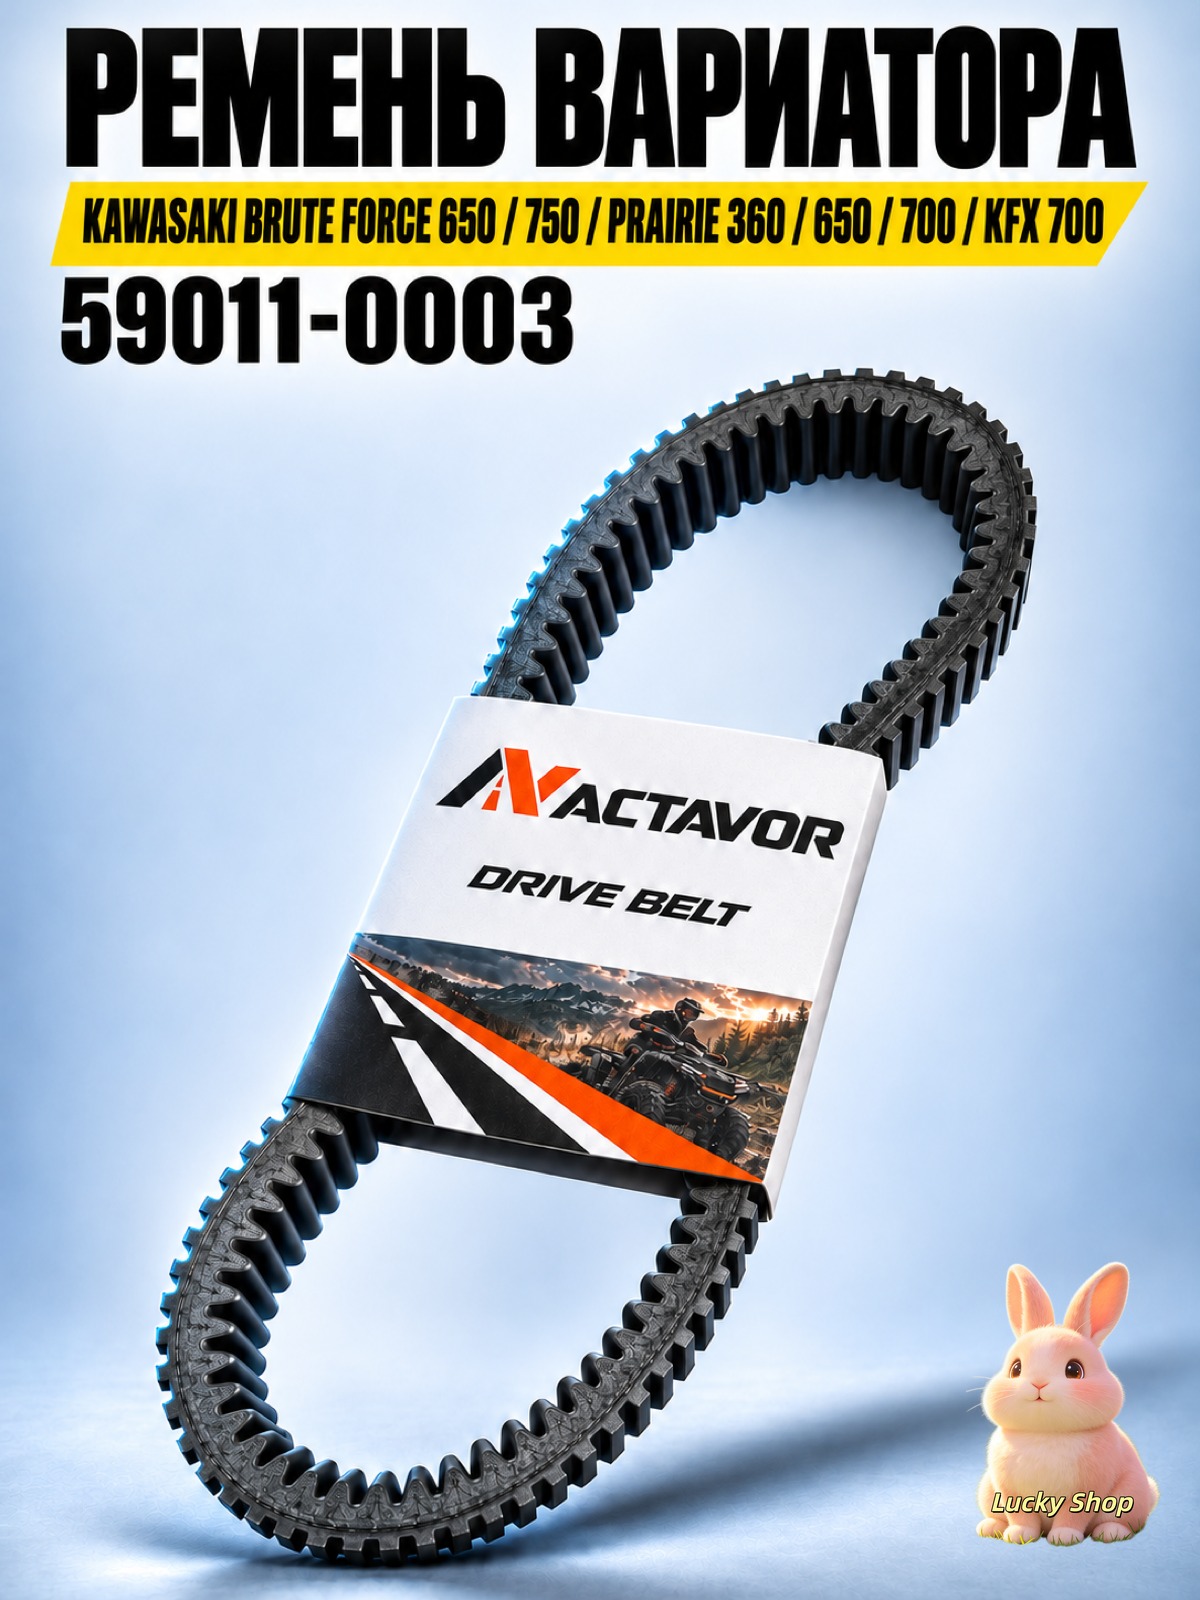 РЕМЕНЬ ВАРИАТОРА
KAWASAKI BRUTE FORCE 650 / 750 / PRAIRIE 360 / 650 / 700 / KFX 700
59011-0003
ACTAVOR
DRIVE BELT
Lucky Shop